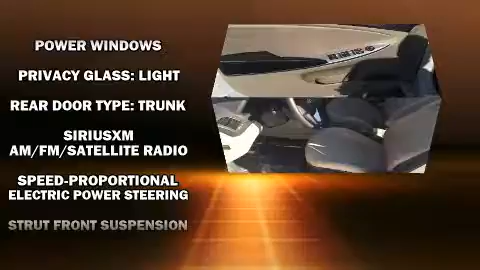 POWER WINDOWS
PRIVACY GLASS: LIGHT
REAR DOOR TYPE: TRUNK
SIRIUSXM
AM/FM/SATELLITE RADIO
SPEED-PROPORTIONAL
ELECTRIC POWER STEERING
STRUT FRONT SUSPENSION